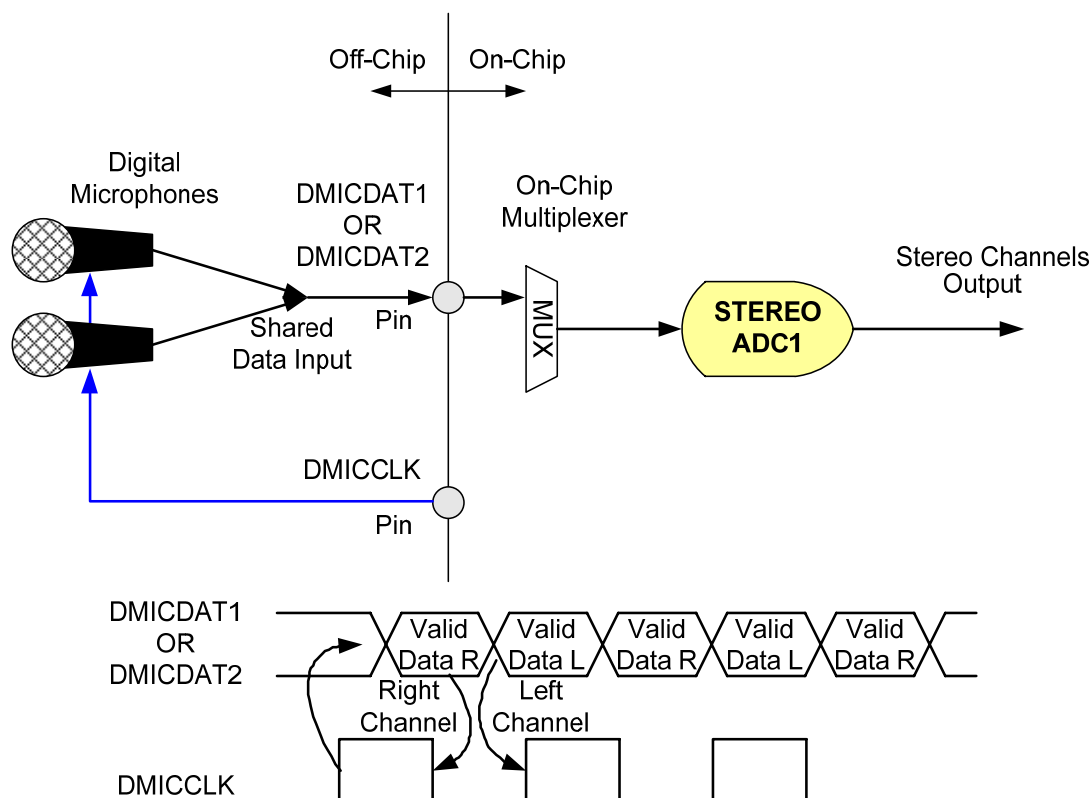 Off-Chip
On-Chip
Digital
Microphones
DMICDAT1
OR
DMICDAT2
On-Chip
Multiplexer
Stereo Channels
Output
MUX
STEREO
ADC1
Pin
Shared
Data Input
DMICCLK
Pin
DMICDAT1
OR
DMICDAT2
Valid
Data R
Valid
Data L
Valid
Data R
Valid
Data L
Valid
Data R
Right
Channel
Left
Channel
DMICCLK